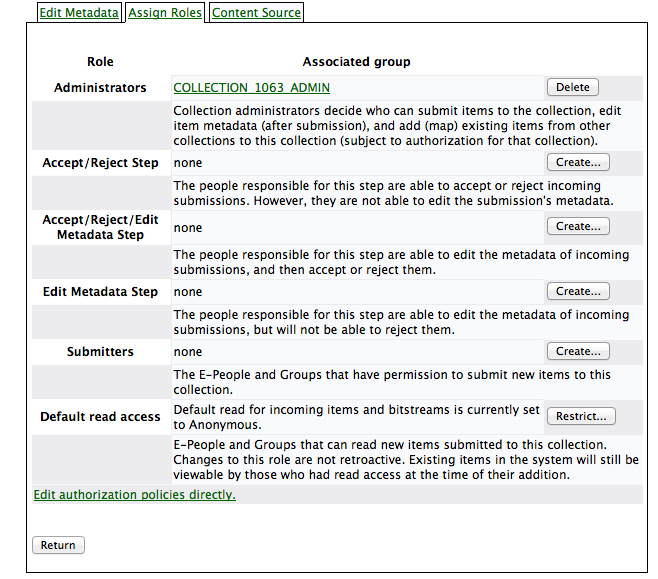 Edit Metadata Assign Roles Content Source
Role Associated group
Administrators COLLECTION_1063_ADMIN Delete
Collection administrators decide who can submit items to the collection, edit
item metadata (after submission), and add (map) existing items from other
collections to this collection (subject to authorization for that collection).
Accept/Reject Step none Create...
The people responsible for this step are able to accept or reject incoming
submissions. However, they are not able to edit the submission's metadata.
Accept/Reject/Edit
Metadata Step none Create...
The people responsible for this step are able to edit the metadata of incoming
submissions, and then accept or reject them.
Edit Metadata Step none Create...
The people responsible for this step are able to edit the metadata of incoming
submissions, but will not be able to reject them.
Submitters none Create...
The E-People and Groups that have permission to submit new items to this
collection.
Default read access Default read for incoming items and bitstreams is currently set
to Anonymous. Restrict...
E-People and Groups that can read new items submitted to this collection.
Changes to this role are not retroactive. Existing items in the system will still be
viewable by those who had read access at the time of their addition.
Edit authorization policies directly.
Return